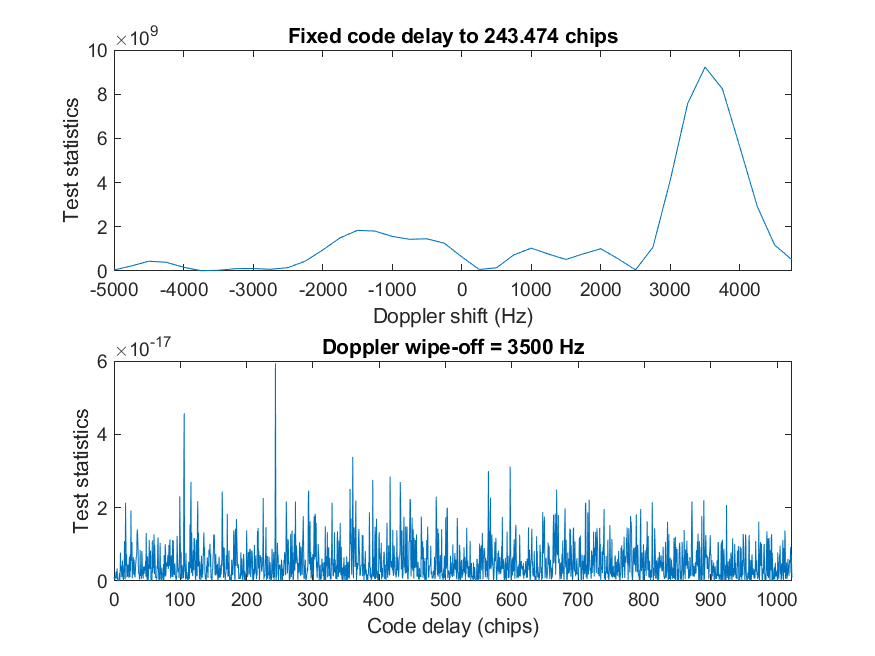 ×10^9
Fixed code delay to 243.474 chips
10
8
6
4
2
0
Test statistics
-5000 -4000 -3000 -2000 -1000 0 1000 2000 3000 4000
Doppler shift (Hz)
×10^-17
Doppler wipe-off = 3500 Hz
6
4
2
0
Test statistics
0 100 200 300 400 500 600 700 800 900 1000
Code delay (chips)